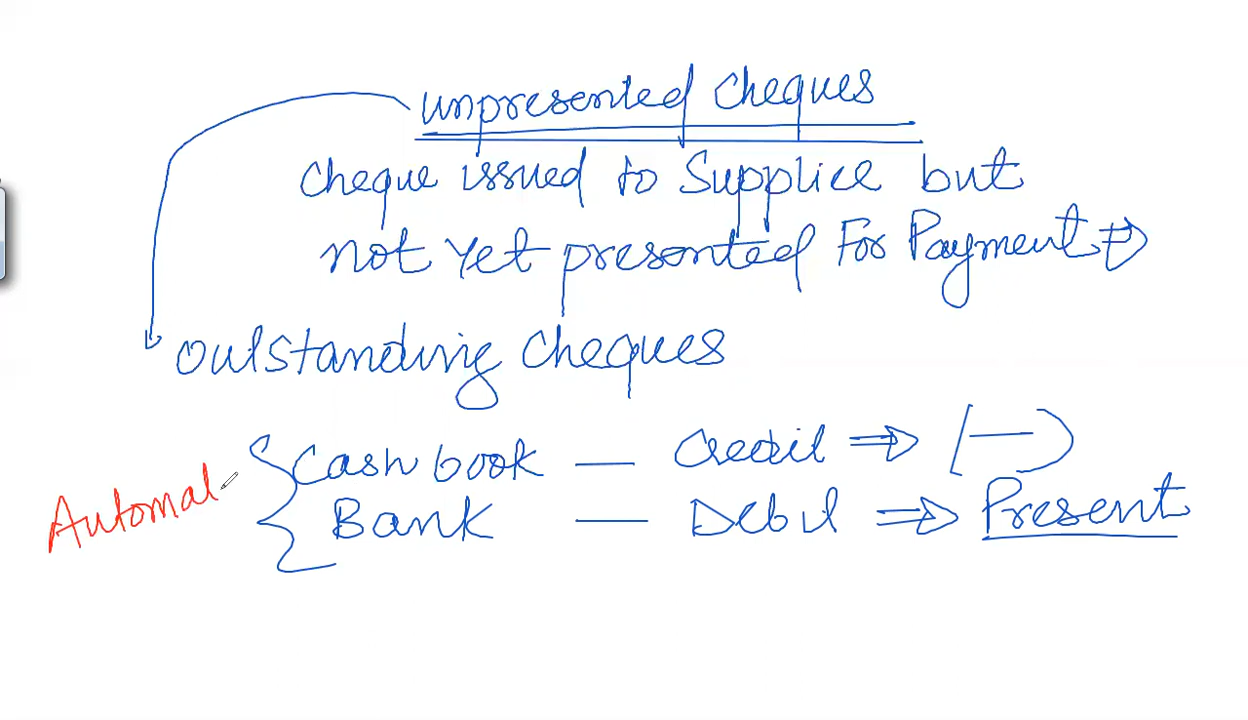 unpresented cheques
cheque issued to Supplice but
not yet presented For Payment ⇒
outstanding cheques
Cash book — Credit ⇒ (—)
Automat
Bank — Debit ⇒ Present